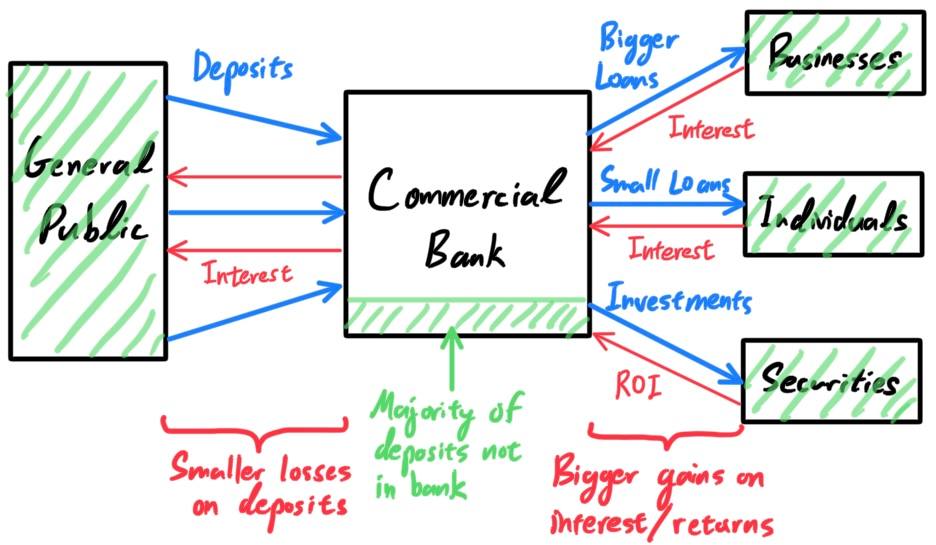 Deposits
General
Public
Interest
Commercial
Bank
Majority of
deposits not
in bank
Smaller losses
on deposits
Bigger
Loans
Interest
Businesses
Small Loans
Interest
Individuals
Investments
ROI
Securities
Bigger gains on
interest/returns